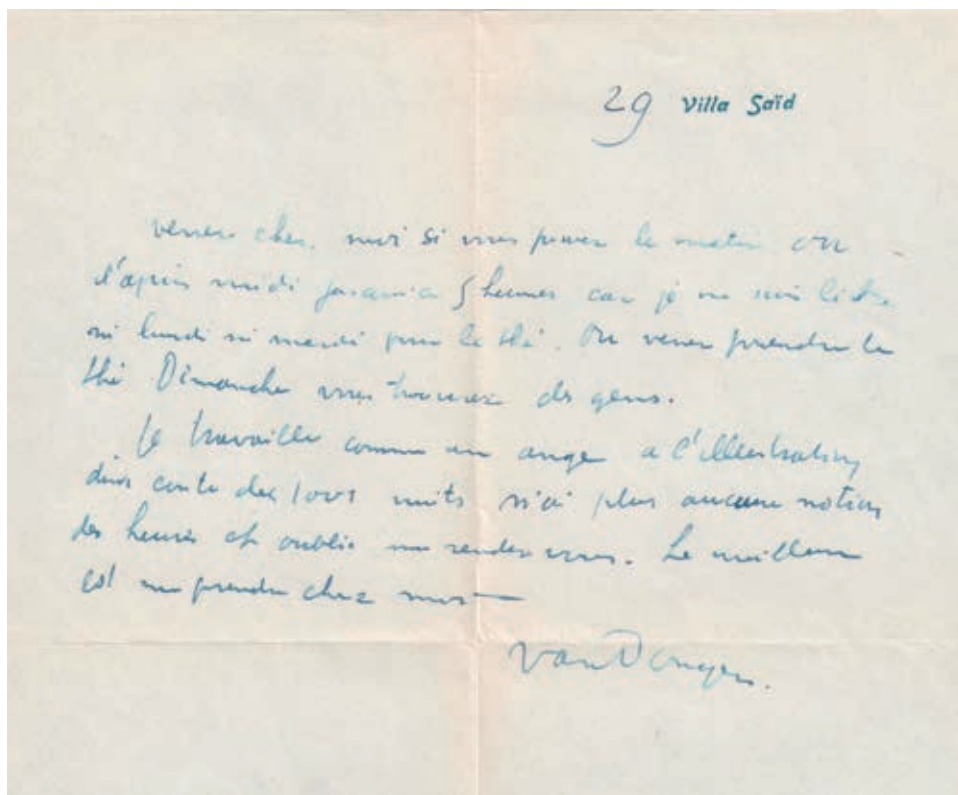 29 Villa Saïd
venez chez moi si vous pouvez le matin ou
l'après midi jusqu'à 5 heures car je ne suis libre
ni lundi ni mardi pour le thé. Ou venez prendre le
thé Dimanche vous trouverez des gens.
Je travaille comme un ange a l'illustration
d'un conte des 1001 nuits n'ai plus aucune notion
des heures et oublie mes rendez vous. Le meilleur
est me prendre chez moi —
van Dongen.